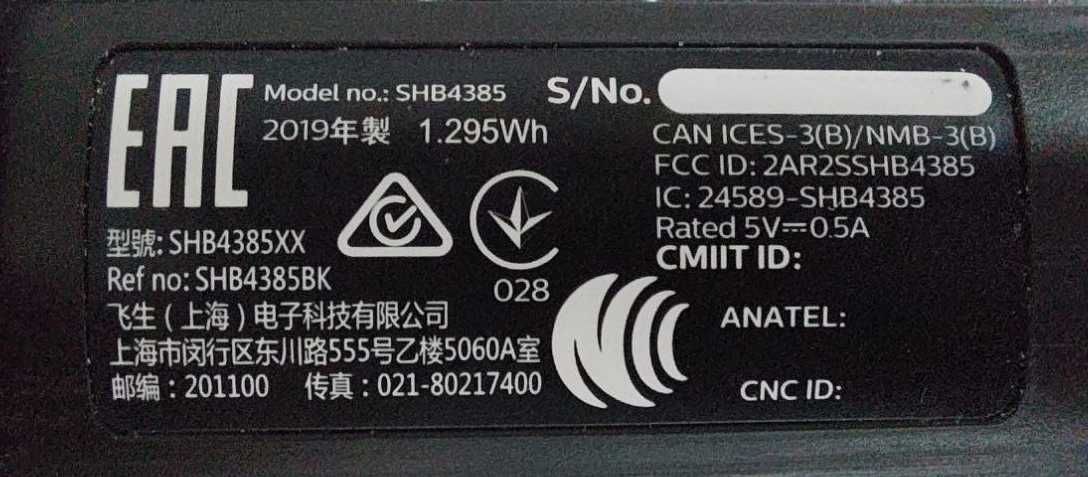 EAC
Model no.: SHB4385
2019年製 1.295Wh
S/No.
CAN ICES-3(B)/NMB-3(B)
FCC ID: 2AR2SSHB4385
IC: 24589-SHB4385
Rated 5V⎓0.5A
CMIIT ID:
028
型號: SHB4385XX
Ref no: SHB4385BK
飞生（上海）电子科技有限公司
上海市闵行区东川路555号乙楼5060A室
邮编：201100 传真：021-80217400
ANATEL:
CNC ID: